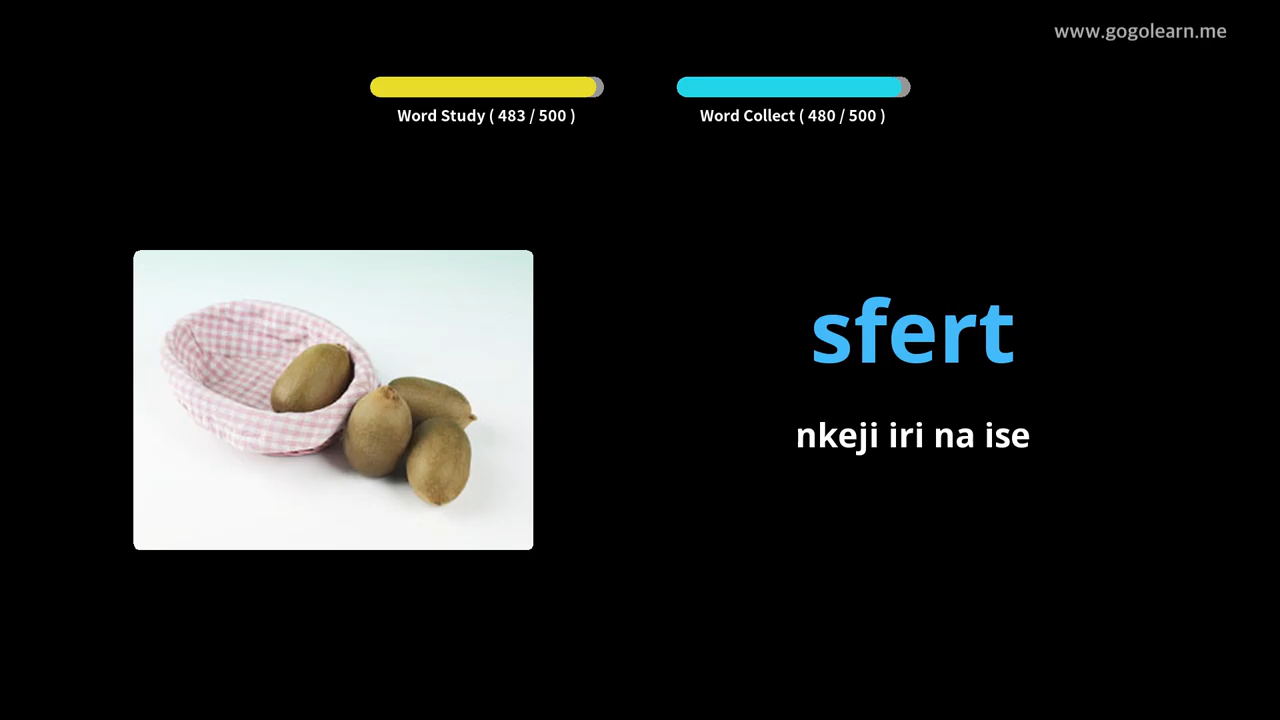 www.gogolearn.me
Word Study ( 483 / 500 )
Word Collect ( 480 / 500 )
sfert
nkeji iri na ise